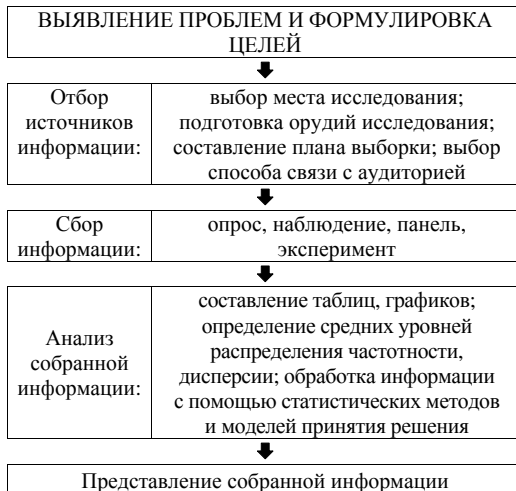 ВЫЯВЛЕНИЕ ПРОБЛЕМ И ФОРМУЛИРОВКА
ЦЕЛЕЙ
Отбор
источников
информации:
выбор места исследования;
подготовка орудий исследования;
составление плана выборки; выбор
способа связи с аудиторией
Сбор
информации:
опрос, наблюдение, панель,
эксперимент
Анализ
собранной
информации:
составление таблиц, графиков;
определение средних уровней
распределения частотности,
дисперсии; обработка информации
с помощью статистических методов
и моделей принятия решения
Представление собранной информации